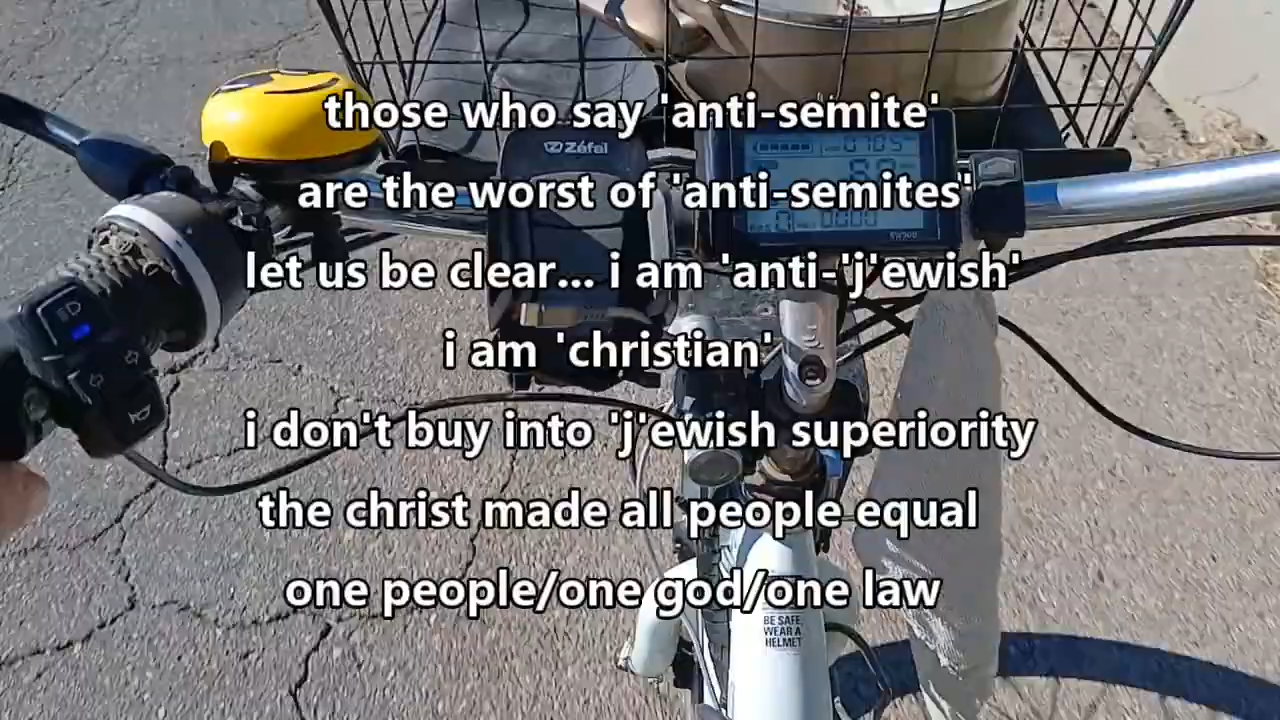 those who say 'anti-semite'
are the worst of 'anti-semites'
let us be clear... i am 'anti-'j'ewish'
i am 'christian'
i don't buy into 'j'ewish superiority
the christ made all people equal
one people/one god/one law
Zéfal
SW900
BE SAFE,
WEAR A
HELMET